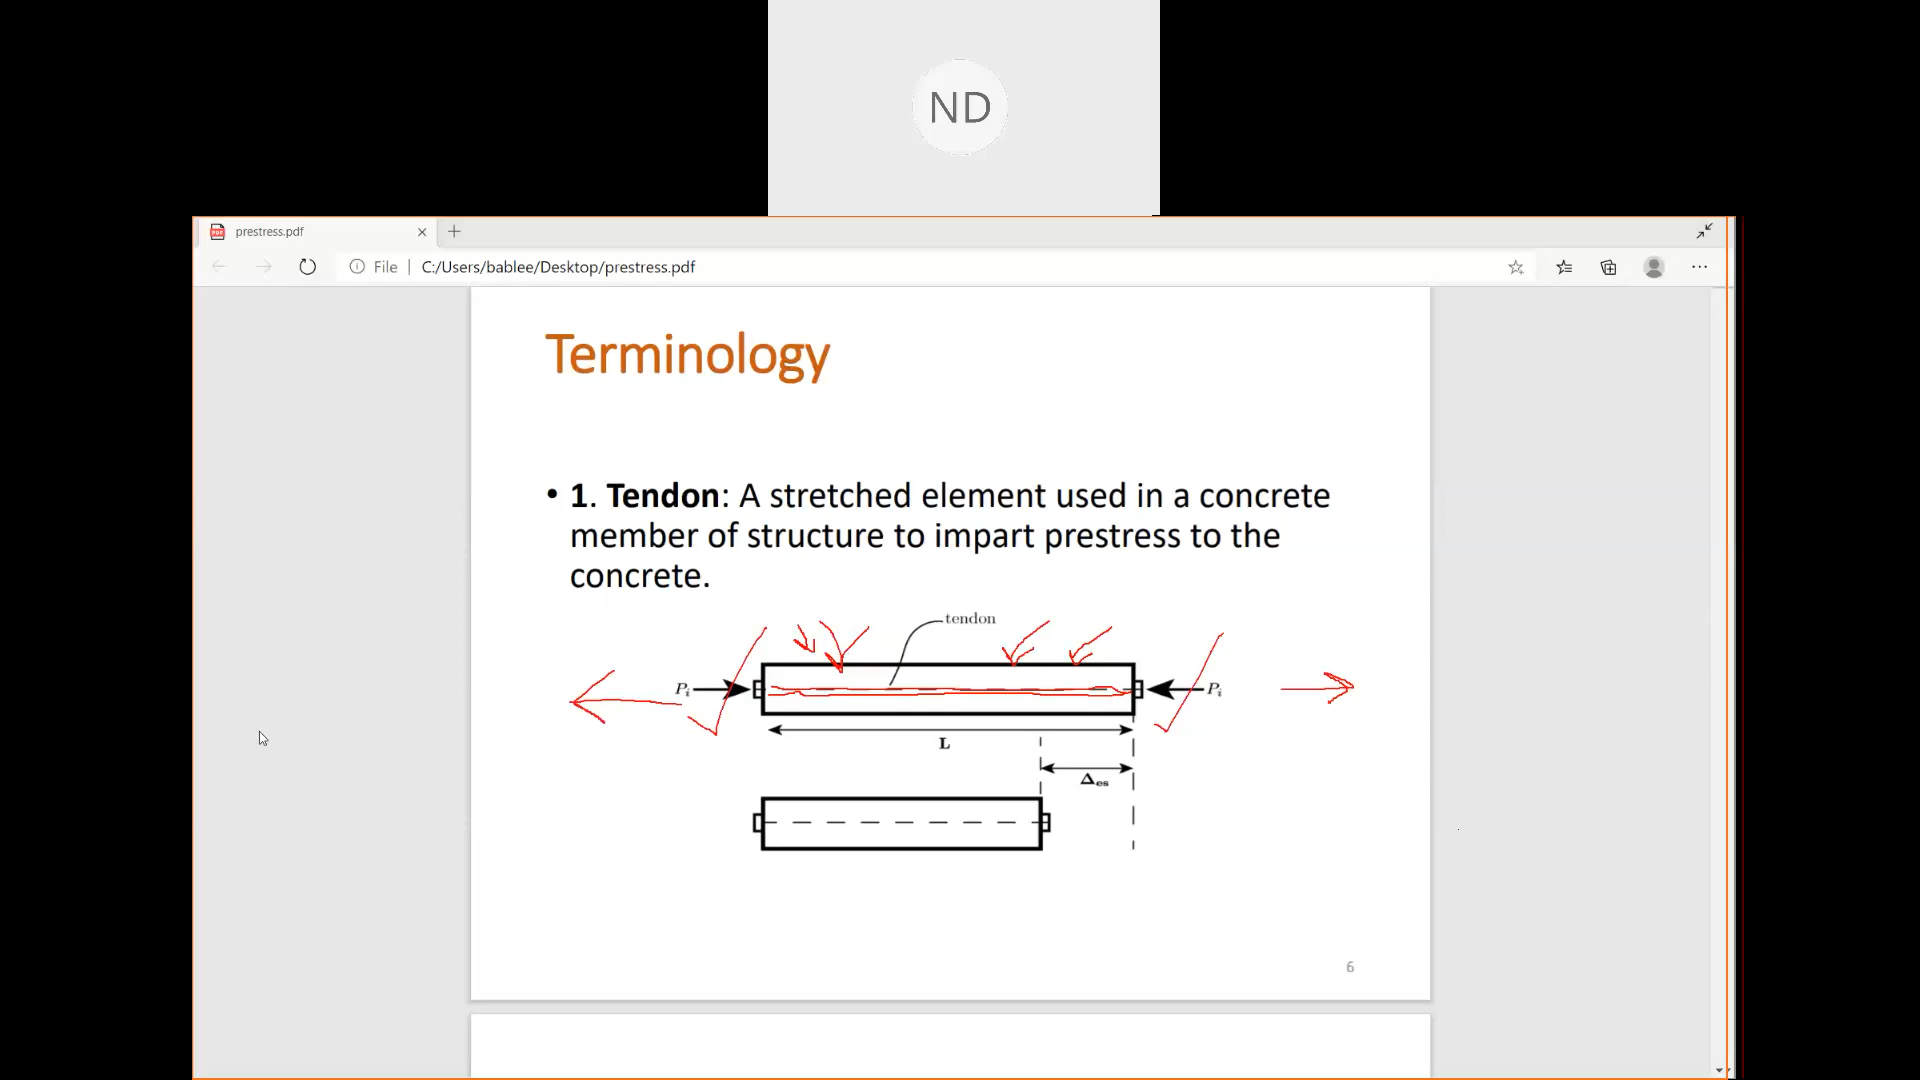 ND
prestress.pdf
File | C:/Users/bablee/Desktop/prestress.pdf
Terminology
• 1. Tendon: A stretched element used in a concrete
member of structure to impart prestress to the
concrete.
tendon
Pi
Pi
L
Δes
6